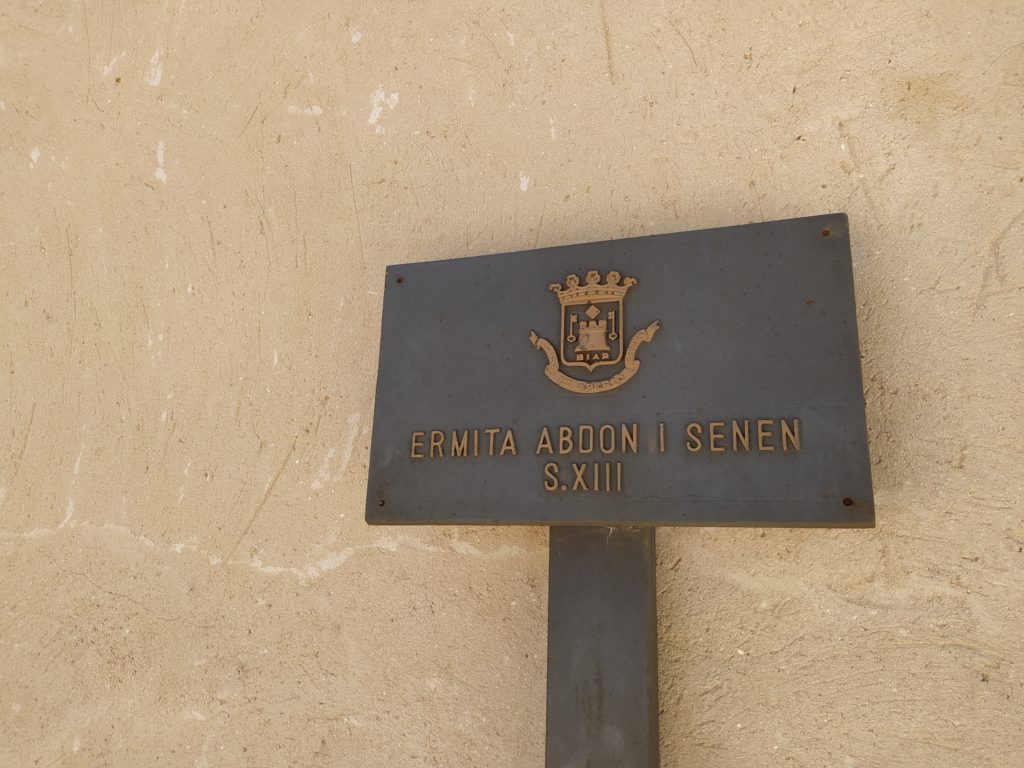 BIAR
ERMITA ABDON I SENEN
S.XIII